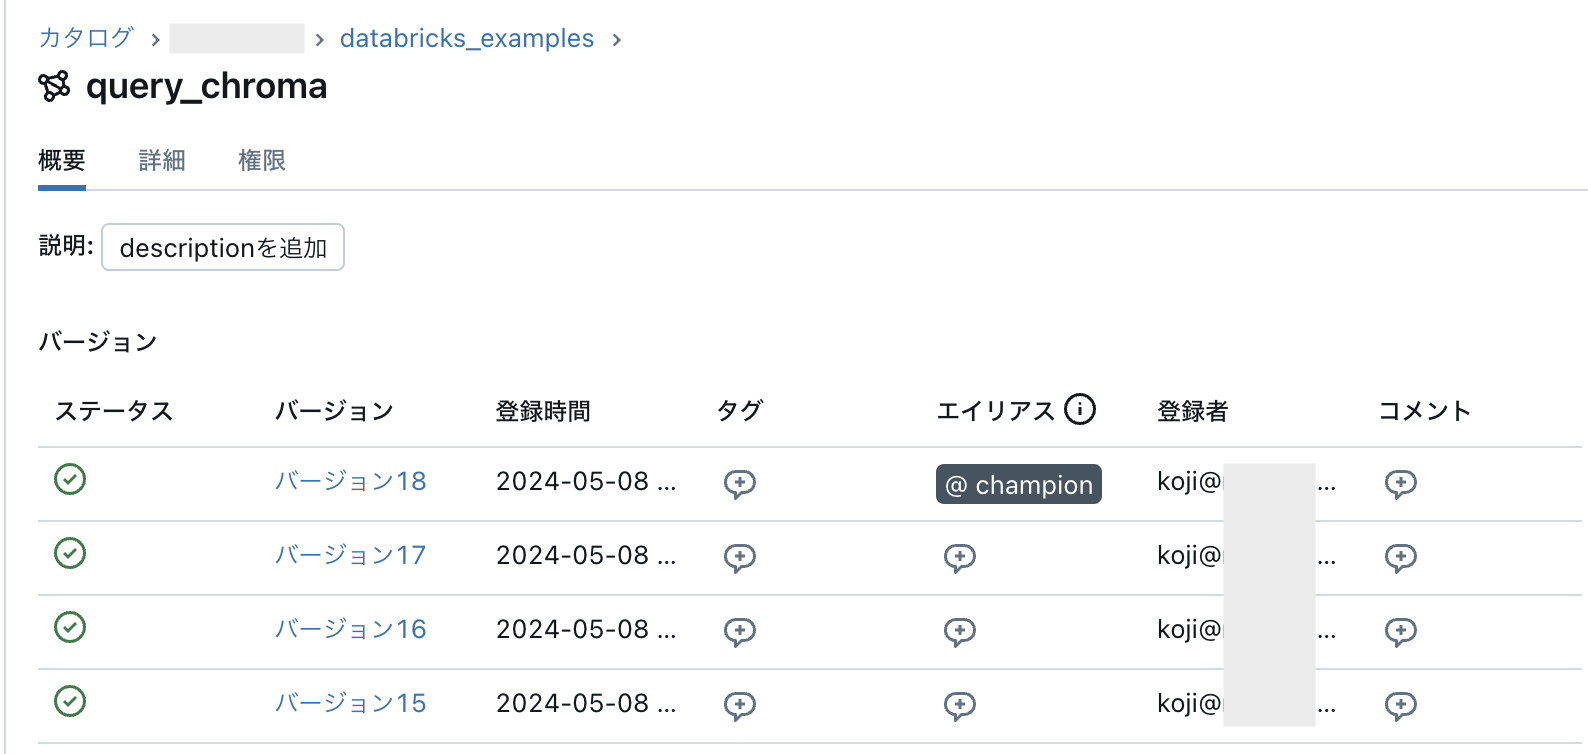 カタログ › › databricks_examples ›
query_chroma
概要 詳細 権限
説明: descriptionを追加
バージョン
ステータス バージョン 登録時間 タグ エイリアス 登録者 コメント
バージョン18 2024-05-08 ... @ champion koji@ ...
バージョン17 2024-05-08 ... koji@ ...
バージョン16 2024-05-08 ... koji@ ...
バージョン15 2024-05-08 ... koji@ ...